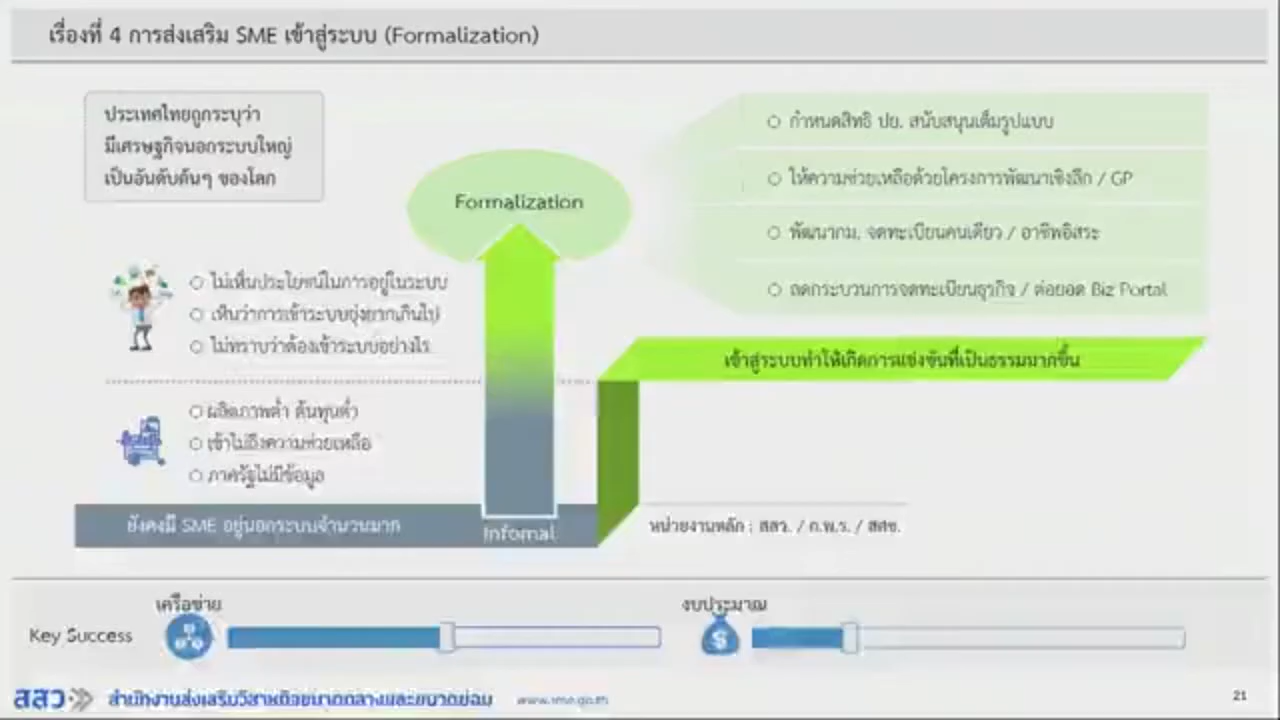 เรื่องที่ 4 การส่งเสริม SME เข้าสู่ระบบ (Formalization)
ประเทศไทยถูกระบุว่า
มีเศรษฐกิจนอกระบบใหญ่
เป็นอันดับต้นๆ ของโลก
Formalization
○ กำหนดสิทธิ ปย. สนับสนุนเต็มรูปแบบ
○ ให้ความช่วยเหลือด้วยโครงการพัฒนาเชิงลึก / GP
○ พัฒนากม. จดทะเบียนคนเดียว / อาชีพอิสระ
○ ลดกระบวนการจดทะเบียนธุรกิจ / ต่อยอด Biz Portal
○ ไม่เห็นประโยชน์ในการอยู่ในระบบ
○ เห็นว่าการเข้าระบบยุ่งยากเกินไป
○ ไม่ทราบว่าต้องเข้าระบบอย่างไร
เข้าสู่ระบบทำให้เกิดการแข่งขันที่เป็นธรรมมากขึ้น
○ ผลิตภาพต่ำ ต้นทุนต่ำ
○ เข้าไม่ถึงความช่วยเหลือ
○ ภาครัฐไม่มีข้อมูล
ยังคงมี SME อยู่นอกระบบจำนวนมาก
Infomal
หน่วยงานหลัก : สสว. / ก.พ.ร. / สศช.
Key Success
เครือข่าย
งบประมาณ
สสว
สำนักงานส่งเสริมวิสาหกิจขนาดกลางและขนาดย่อม
www.sme.go.th
21